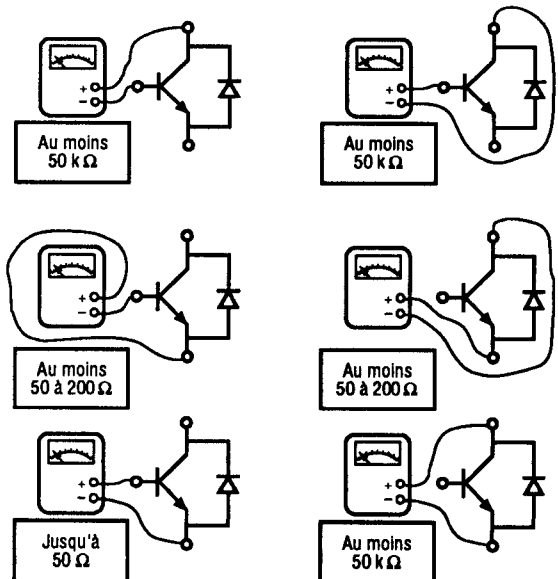 +
−
Au moins
50 kΩ
+
−
Au moins
50 kΩ
+
−
Au moins
50 à 200 Ω
+
−
Au moins
50 à 200 Ω
+
−
Jusqu'à
50 Ω
+
−
Au moins
50 kΩ